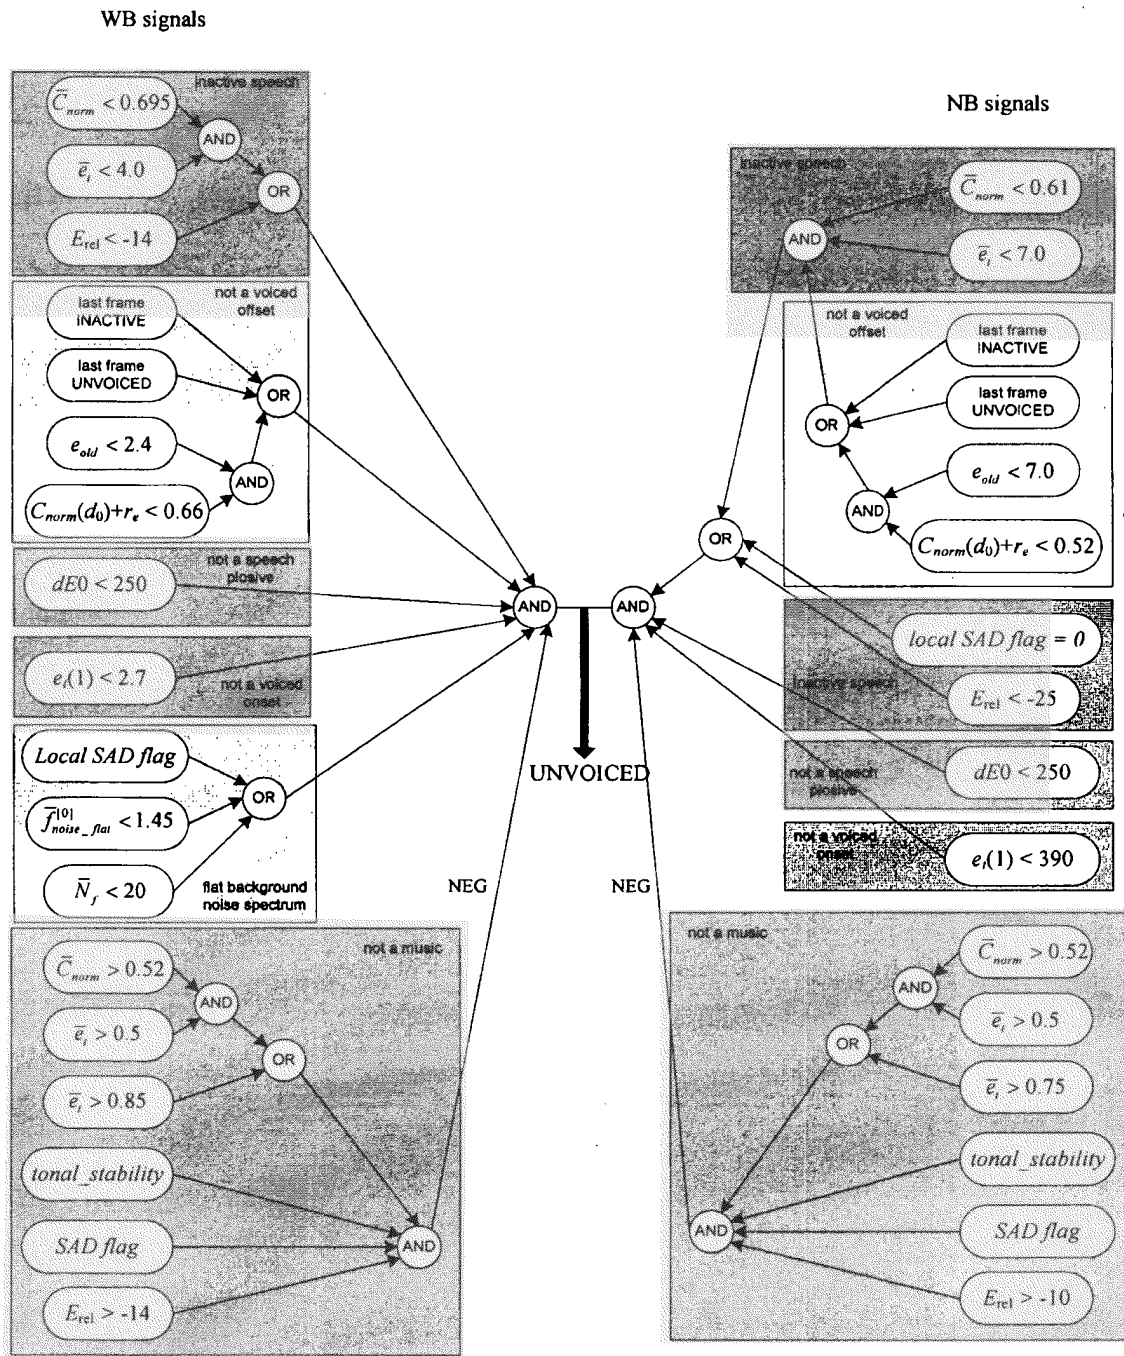 WB signals
inactive speech
C̅norm < 0.695
AND
e̅t < 4.0
OR
Erel < -14
not a voiced
offset
last frame
INACTIVE
last frame
UNVOICED
OR
eold < 2.4
AND
Cnorm(d0)+re < 0.66
not a speech
plosive
dE0 < 250
et(1) < 2.7
not a voiced
onset
Local SAD flag
OR
f̅[0]noise_flat < 1.45
N̅f < 20
flat background
noise spectrum
not a music
C̅norm > 0.52
AND
e̅t > 0.5
OR
e̅t > 0.85
tonal_stability
SAD flag
AND
Erel > -14
NEG
AND
AND
UNVOICED
NEG
NB signals
inactive speech
C̅norm < 0.61
AND
e̅t < 7.0
not a voiced
offset
last frame
INACTIVE
last frame
UNVOICED
OR
eold < 7.0
AND
Cnorm(d0)+re < 0.52
OR
local SAD flag = 0
inactive speech
Erel < -25
dE0 < 250
not a speech
plosive
not a voiced
onset
et(1) < 390
not a music
C̅norm > 0.52
AND
e̅t > 0.5
OR
e̅t > 0.75
tonal_stability
AND
SAD flag
Erel > -10